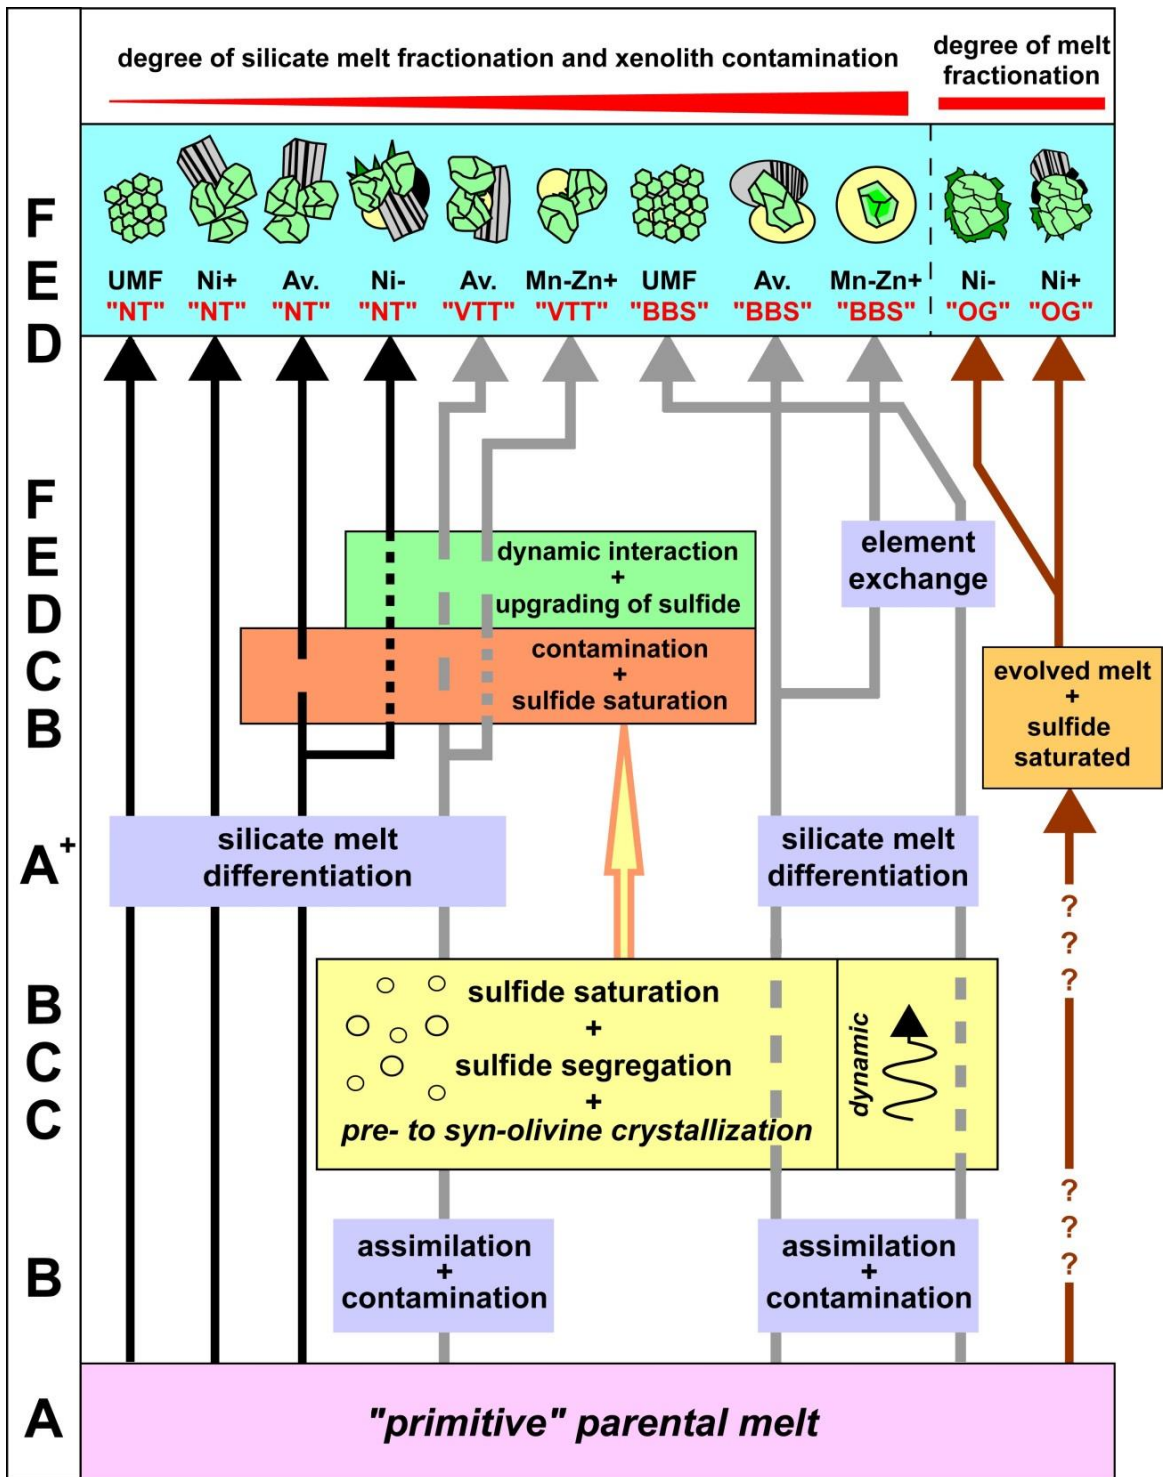 degree of silicate melt fractionation and xenolith contamination
degree of melt
fractionation
F
E
D
UMF Ni+ Av. Ni- Av. Mn-Zn+ UMF Av. Mn-Zn+ Ni- Ni+
"NT" "NT" "NT" "NT" "VTT" "VTT" "BBS" "BBS" "BBS" "OG" "OG"
F
E
D
C
B
dynamic interaction
+
upgrading of sulfide
element
exchange
contamination
+
sulfide saturation
evolved melt
+
sulfide
saturated
A+
silicate melt
differentiation
silicate melt
differentiation
?
?
?
B
C
C
sulfide saturation
+
sulfide segregation
+
pre- to syn-olivine crystallization
dynamic
?
?
?
B
assimilation
+
contamination
assimilation
+
contamination
A
"primitive" parental melt